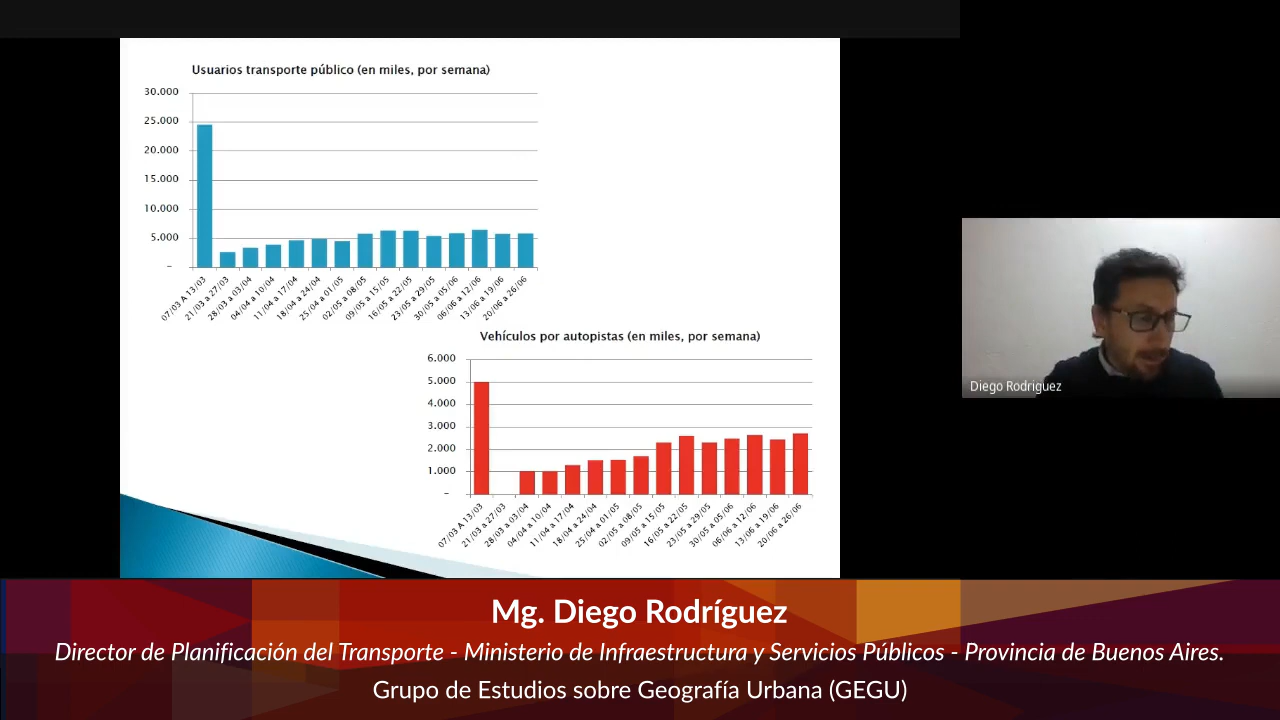 Usuarios transporte público (en miles, por semana)
30.000
25.000
20.000
15.000
10.000
5.000
-
07/03 A 13/03
21/03 a 27/03
28/03 a 03/04
04/04 a 10/04
11/04 a 17/04
18/04 a 24/04
25/04 a 01/05
02/05 a 08/05
09/05 a 15/05
16/05 a 22/05
23/05 a 29/05
30/05 a 05/06
06/06 a 12/06
13/06 a 19/06
20/06 a 26/06
Vehículos por autopistas (en miles, por semana)
6.000
5.000
4.000
3.000
2.000
1.000
-
07/03 A 13/03
21/03 a 27/03
28/03 a 03/04
04/04 a 10/04
11/04 a 17/04
18/04 a 24/04
25/04 a 01/05
02/05 a 08/05
09/05 a 15/05
16/05 a 22/05
23/05 a 29/05
30/05 a 05/06
06/06 a 12/06
13/06 a 19/06
20/06 a 26/06
Diego Rodriguez
Mg. Diego Rodríguez
Director de Planificación del Transporte - Ministerio de Infraestructura y Servicios Públicos - Provincia de Buenos Aires.
Grupo de Estudios sobre Geografía Urbana (GEGU)